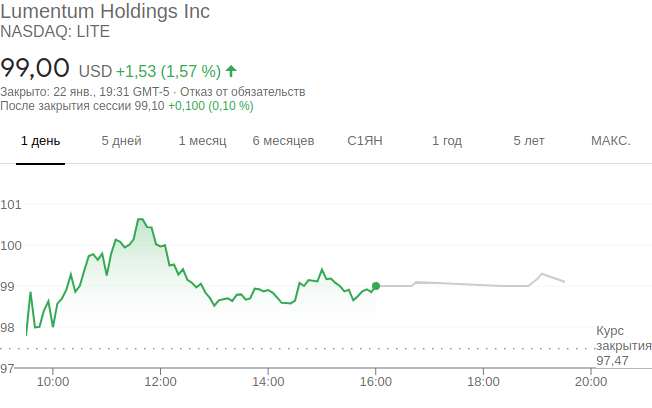 Lumentum Holdings Inc
NASDAQ: LITE
99,00 USD +1,53 (1,57 %)
Закрыто: 22 янв., 19:31 GMT-5 · Отказ от обязательств
После закрытия сессии 99,10 +0,100 (0,10 %)
1 день 5 дней 1 месяц 6 месяцев С1ЯН 1 год 5 лет МАКС.
101
100
99
98
Курс
закрытия
97,47
97
10:00 12:00 14:00 16:00 18:00 20:00